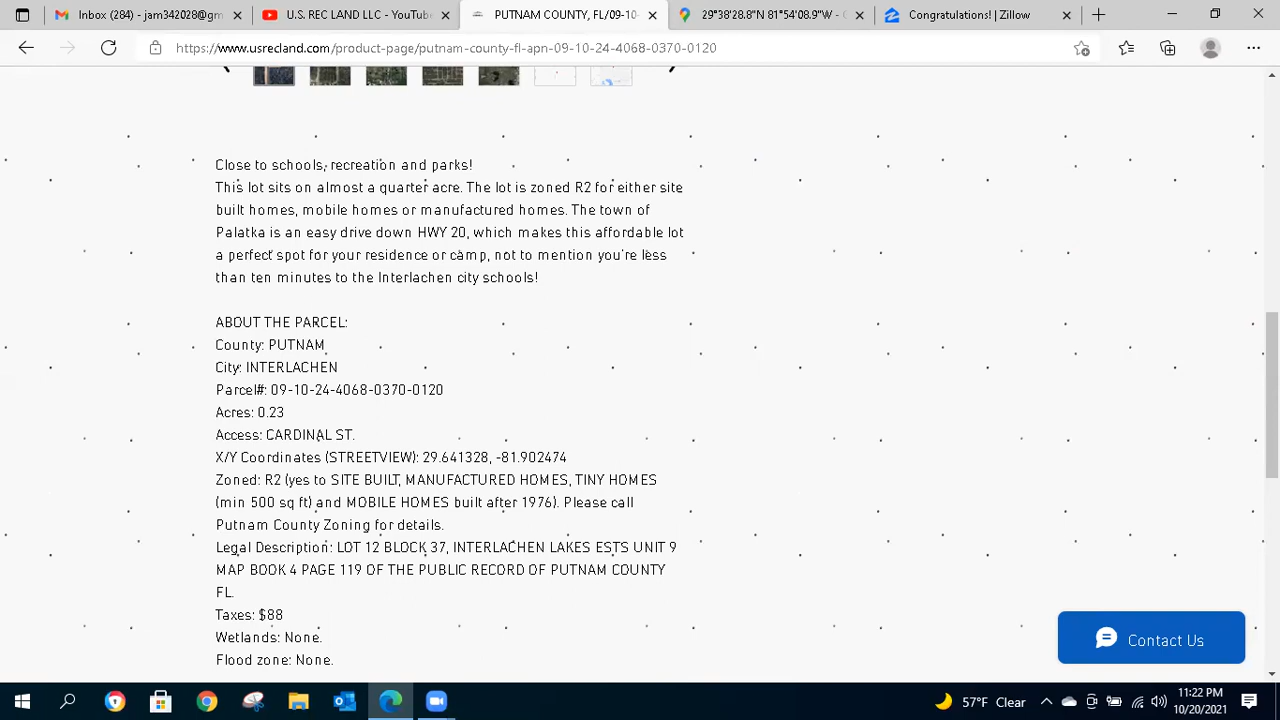 Inbox (284) - jam342028@gm
U.S. REC LAND LLC - YouTube
PUTNAM COUNTY, FL/09-10-
29°38'28.8"N 81°54'08.9"W - G
Congratulations! | Zillow
https://www.usrecland.com/product-page/putnam-county-fl-apn-09-10-24-4068-0370-0120
Close to schools, recreation and parks!
This lot sits on almost a quarter acre. The lot is zoned R2 for either site
built homes, mobile homes or manufactured homes. The town of
Palatka is an easy drive down HWY 20, which makes this affordable lot
a perfect spot for your residence or camp, not to mention you're less
than ten minutes to the Interlachen city schools!
ABOUT THE PARCEL:
County: PUTNAM
City: INTERLACHEN
Parcel#: 09-10-24-4068-0370-0120
Acres: 0.23
Access: CARDINAL ST.
X/Y Coordinates (STREETVIEW): 29.641328, -81.902474
Zoned: R2 (yes to SITE BUILT, MANUFACTURED HOMES, TINY HOMES
(min 500 sq ft) and MOBILE HOMES built after 1976). Please call
Putnam County Zoning for details.
Legal Description: LOT 12 BLOCK 37, INTERLACHEN LAKES ESTS UNIT 9
MAP BOOK 4 PAGE 119 OF THE PUBLIC RECORD OF PUTNAM COUNTY
FL.
Taxes: $88
Wetlands: None.
Flood zone: None.
Contact Us
57°F Clear
11:22 PM
10/20/2021